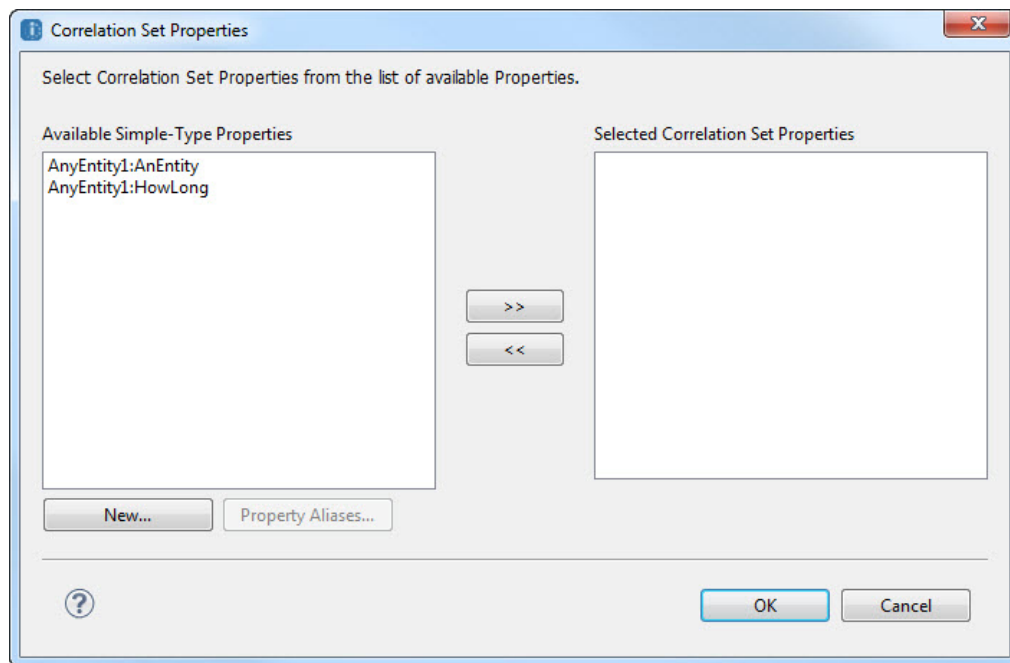 Correlation Set Properties
Select Correlation Set Properties from the list of available Properties.
Available Simple-Type Properties
AnyEntity1:AnEntity
AnyEntity1:HowLong
Selected Correlation Set Properties
>>
<<
New...
Property Aliases...
?
OK
Cancel